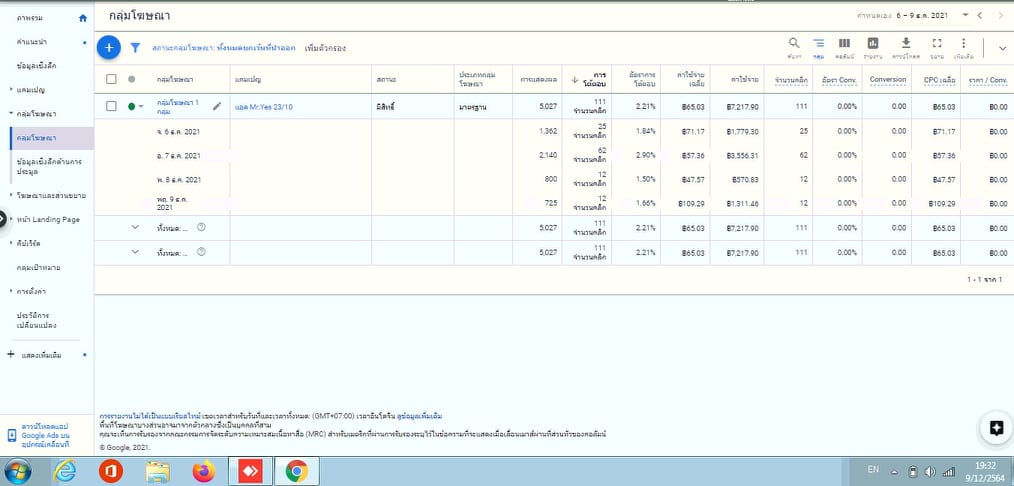 ภาพรวม
คำแนะนำ
ข้อมูลเชิงลึก
แคมเปญ
กลุ่มโฆษณา
กลุ่มโฆษณา
ข้อมูลเชิงลึกด้านการ
ประมูล
โฆษณาและส่วนขยาย
หน้า Landing Page
คีย์เวิร์ด
กลุ่มเป้าหมาย
การตั้งค่า
ประวัติการ
เปลี่ยนแปลง
แสดงเพิ่มเติม
ดาวน์โหลดแอป
Google Ads บน
อุปกรณ์เคลื่อนที่
กลุ่มโฆษณา
กำหนดเอง 6 – 9 ธ.ค. 2021
สถานะกลุ่มโฆษณา: ทั้งหมดยกเว้นที่นำออก เพิ่มตัวกรอง
ค้นหา กลุ่ม คอลัมน์ รายงาน ดาวน์โหลด ขยาย เพิ่มเติม
กลุ่มโฆษณา แคมเปญ สถานะ ประเภทกลุ่มโฆษณา การแสดงผล การโต้ตอบ อัตราการโต้ตอบ ค่าใช้จ่ายเฉลี่ย ค่าใช้จ่าย จำนวนคลิก อัตรา Conv. Conversion CPC เฉลี่ย ราคา / Conv.
กลุ่มโฆษณา 1 กลุ่ม แอด Mr.Yes 23/10 มีสิทธิ์ มาตรฐาน 5,027 111 จำนวนคลิก 2.21% ฿65.03 ฿7,217.90 111 0.00% 0.00 ฿65.03 ฿0.00
จ. 6 ธ.ค. 2021 1,362 25 จำนวนคลิก 1.84% ฿71.17 ฿1,779.30 25 0.00% 0.00 ฿71.17 ฿0.00
อ. 7 ธ.ค. 2021 2,140 62 จำนวนคลิก 2.90% ฿57.36 ฿3,556.31 62 0.00% 0.00 ฿57.36 ฿0.00
พ. 8 ธ.ค. 2021 800 12 จำนวนคลิก 1.50% ฿47.57 ฿570.83 12 0.00% 0.00 ฿47.57 ฿0.00
พฤ. 9 ธ.ค. 2021 725 12 จำนวนคลิก 1.66% ฿109.29 ฿1,311.46 12 0.00% 0.00 ฿109.29 ฿0.00
ทั้งหมด: ... 5,027 111 จำนวนคลิก 2.21% ฿65.03 ฿7,217.90 111 0.00% 0.00 ฿65.03 ฿0.00
ทั้งหมด: ... 5,027 111 จำนวนคลิก 2.21% ฿65.03 ฿7,217.90 111 0.00% 0.00 ฿65.03 ฿0.00
1 - 1 จาก 1
การรายงานไม่ได้เป็นแบบเรียลไทม์ เขตเวลาสำหรับวันที่และเวลาทั้งหมด: (GMT+07:00) เวลาอินโดจีน ดูข้อมูลเพิ่มเติม
พื้นที่โฆษณาบางส่วนอาจมาจากตัวกลางซึ่งเป็นบุคคลที่สาม
คุณจะเห็นการรับรองจากคณะกรรมการจัดระดับความเหมาะสมเนื้อหาสื่อ (MRC) สำหรับเมตริกที่ผ่านการรับรองระบุไว้ในข้อความที่จะแสดงเมื่อเลื่อนเมาส์ผ่านที่ส่วนหัวของคอลัมน์
© Google, 2021.
EN
19:32
9/12/2564